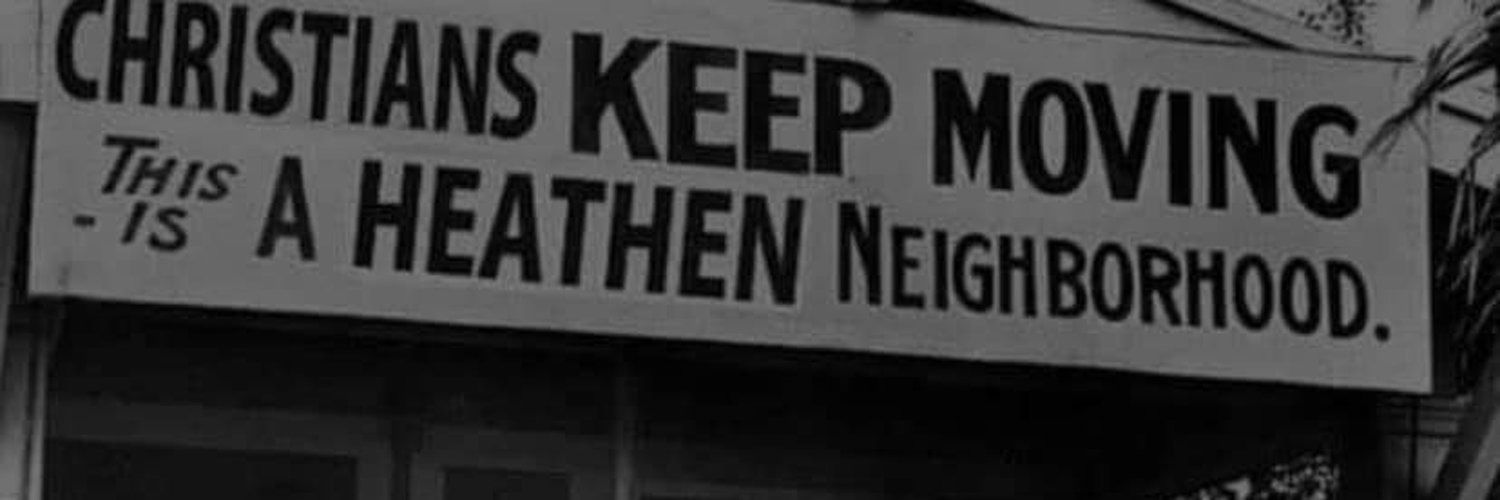 CHRISTIANS KEEP MOVING
THIS
- IS A HEATHEN NEIGHBORHOOD.